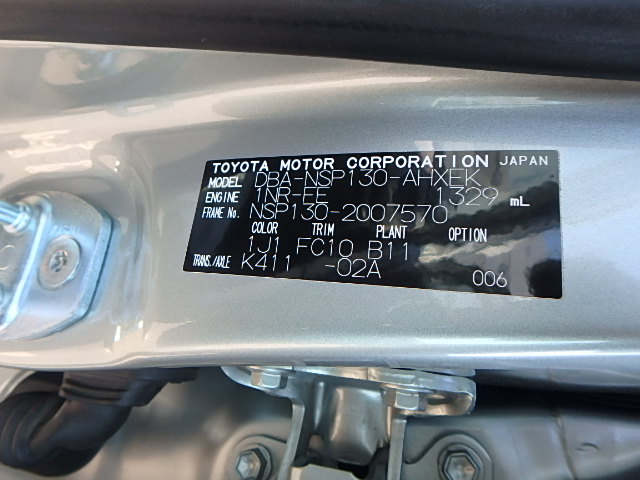 TOYOTA MOTOR CORPORATION JAPAN
MODEL DBA-NSP130-AHXEK
ENGINE 1NR-FE 1329 mL
FRAME No. NSP130-2007570
COLOR TRIM PLANT OPTION
1J1 FC10 B11
TRANS./AXLE K411 -02A 006